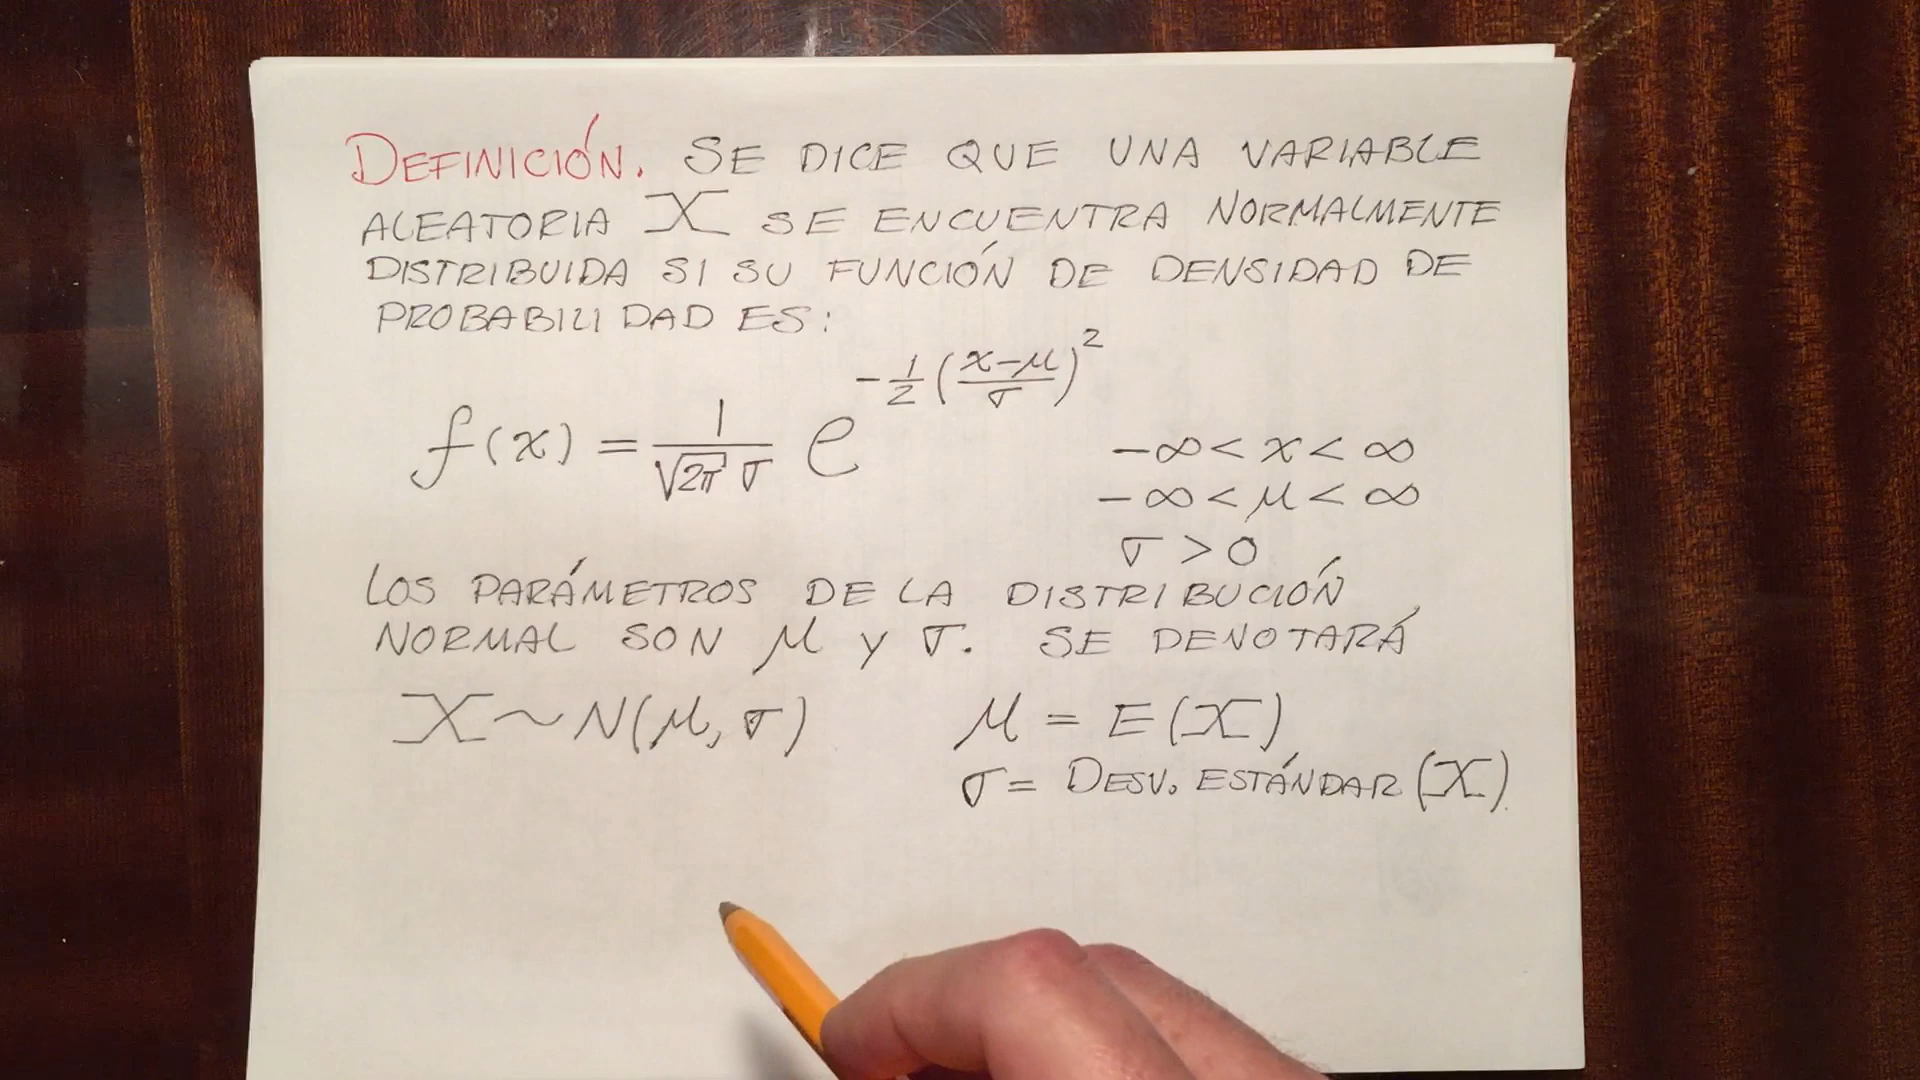 DEFINICIÓN. SE DICE QUE UNA VARIABLE
ALEATORIA X SE ENCUENTRA NORMALMENTE
DISTRIBUIDA SI SU FUNCIÓN DE DENSIDAD DE
PROBABILIDAD ES:
f(x) = 1/(√2π σ) e^(-1/2 ((x-μ)/σ)^2)
-∞ < x < ∞
-∞ < μ < ∞
σ > 0
LOS PARÁMETROS DE LA DISTRIBUCIÓN
NORMAL SON μ y σ. SE DENOTARÁ
X ~ N(μ, σ) μ = E(X)
σ = DESV. ESTÁNDAR (X).